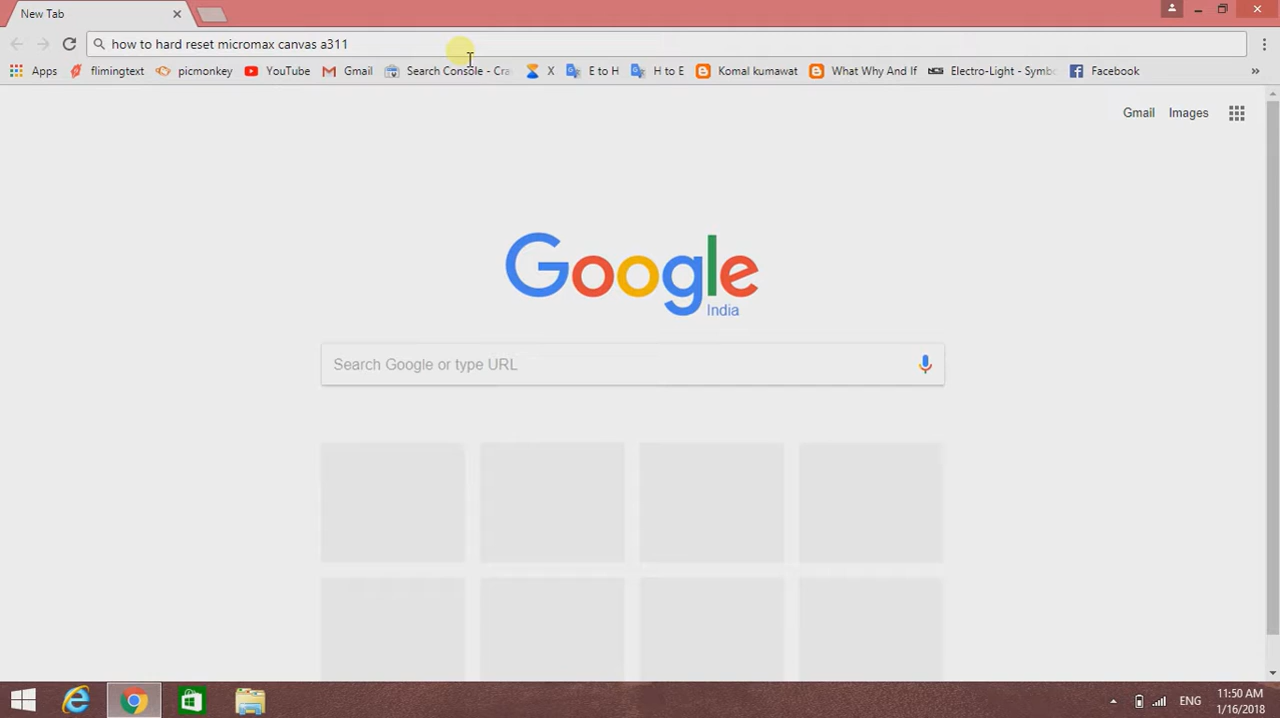 New Tab
how to hard reset micromax canvas a311
Apps flimingtext picmonkey YouTube Gmail Search Console - Cra X E to H H to E Komal kumawat What Why And If Electro-Light - Symbo Facebook »
Gmail Images
Google
India
Search Google or type URL
ENG
11:50 AM
1/16/2018